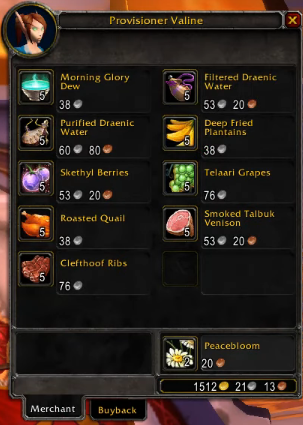 Provisioner Valine
Morning Glory
Dew
5
38
Filtered Draenic
Water
5
53 20
Purified Draenic
Water
5
60 80
Deep Fried
Plantains
5
38
Skethyl Berries
5
53 20
Telaari Grapes
5
76
Roasted Quail
5
38
Smoked Talbuk
Venison
5
53 20
Clefthoof Ribs
5
76
Peacebloom
2
20
1512 21 13
Merchant
Buyback